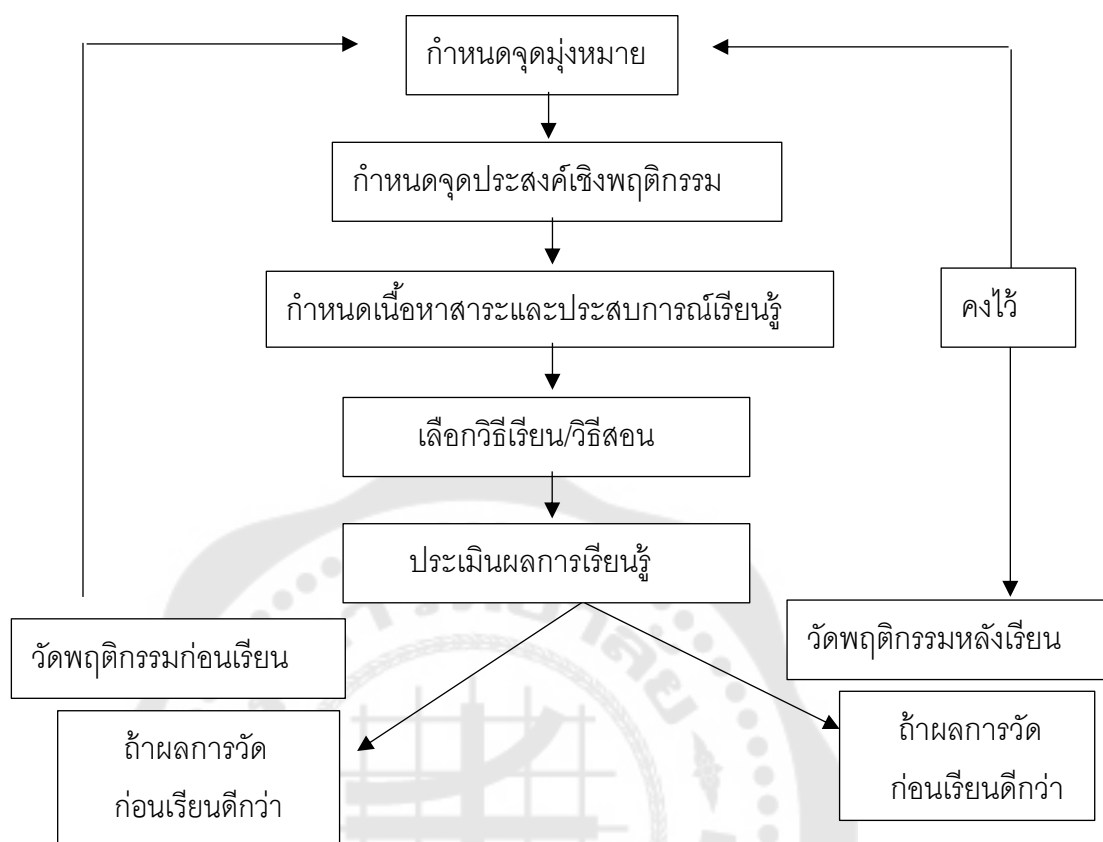 กำหนดจุดมุ่งหมาย
กำหนดจุดประสงค์เชิงพฤติกรรม
กำหนดเนื้อหาสาระและประสบการณ์เรียนรู้
คงไว้
เลือกวิธีเรียน/วิธีสอน
ประเมินผลการเรียนรู้
วัดพฤติกรรมก่อนเรียน
วัดพฤติกรรมหลังเรียน
ถ้าผลการวัด
ก่อนเรียนดีกว่า
ถ้าผลการวัด
ก่อนเรียนดีกว่า